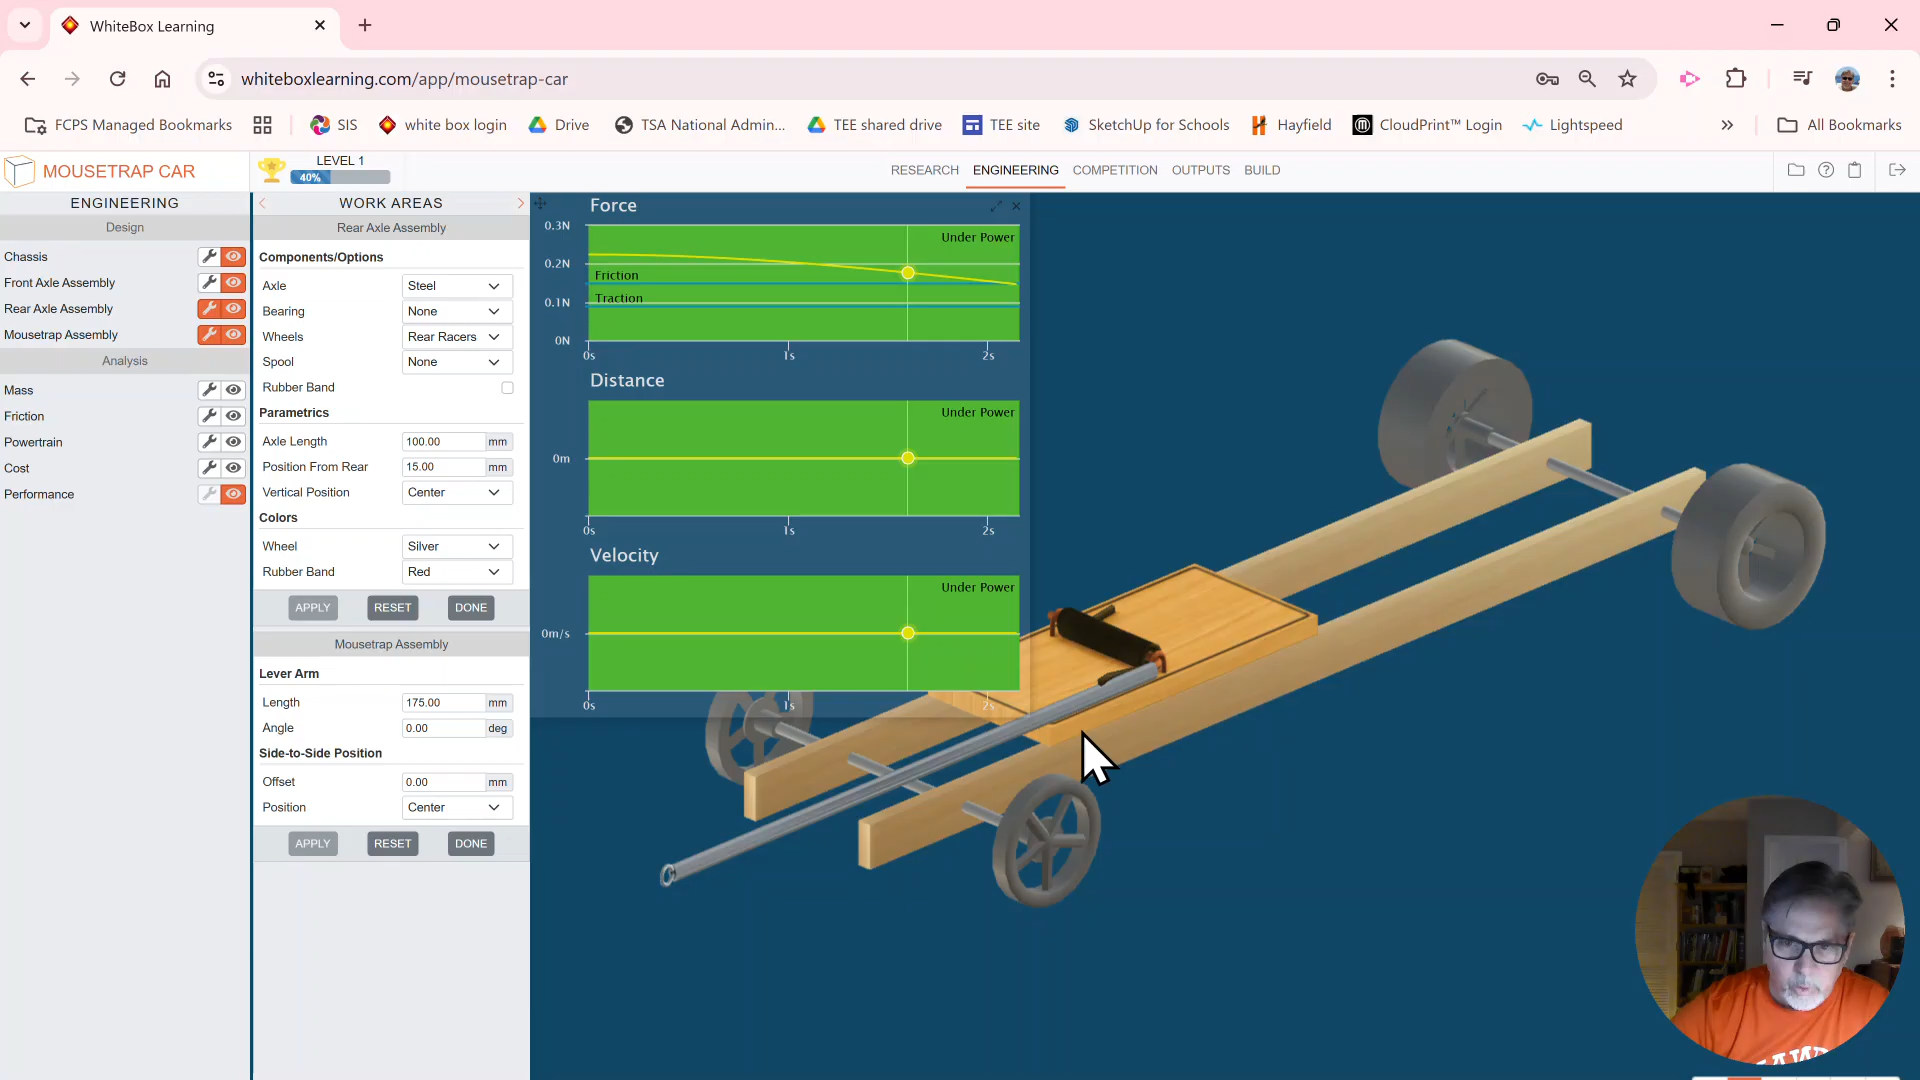 WhiteBox Learning
whiteboxlearning.com/app/mousetrap-car
FCPS Managed Bookmarks SIS white box login Drive TSA National Admin... TEE shared drive TEE site SketchUp for Schools Hayfield CloudPrint™ Login Lightspeed » All Bookmarks
MOUSETRAP CAR LEVEL 1 40% RESEARCH ENGINEERING COMPETITION OUTPUTS BUILD
ENGINEERING
Design
Chassis
Front Axle Assembly
Rear Axle Assembly
Mousetrap Assembly
Analysis
Mass
Friction
Powertrain
Cost
Performance
WORK AREAS
Rear Axle Assembly
Components/Options
Axle Steel
Bearing None
Wheels Rear Racers
Spool None
Rubber Band
Parametrics
Axle Length 100.00 mm
Position From Rear 15.00 mm
Vertical Position Center
Colors
Wheel Silver
Rubber Band Red
APPLY RESET DONE
Mousetrap Assembly
Lever Arm
Length 175.00 mm
Angle 0.00 deg
Side-to-Side Position
Offset 0.00 mm
Position Center
APPLY RESET DONE
Force
0.3N Under Power
0.2N
Friction
0.1N Traction
0N
0s 1s 2s
Distance
Under Power
0m
0s 1s 2s
Velocity
Under Power
0m/s
0s 1s 2s